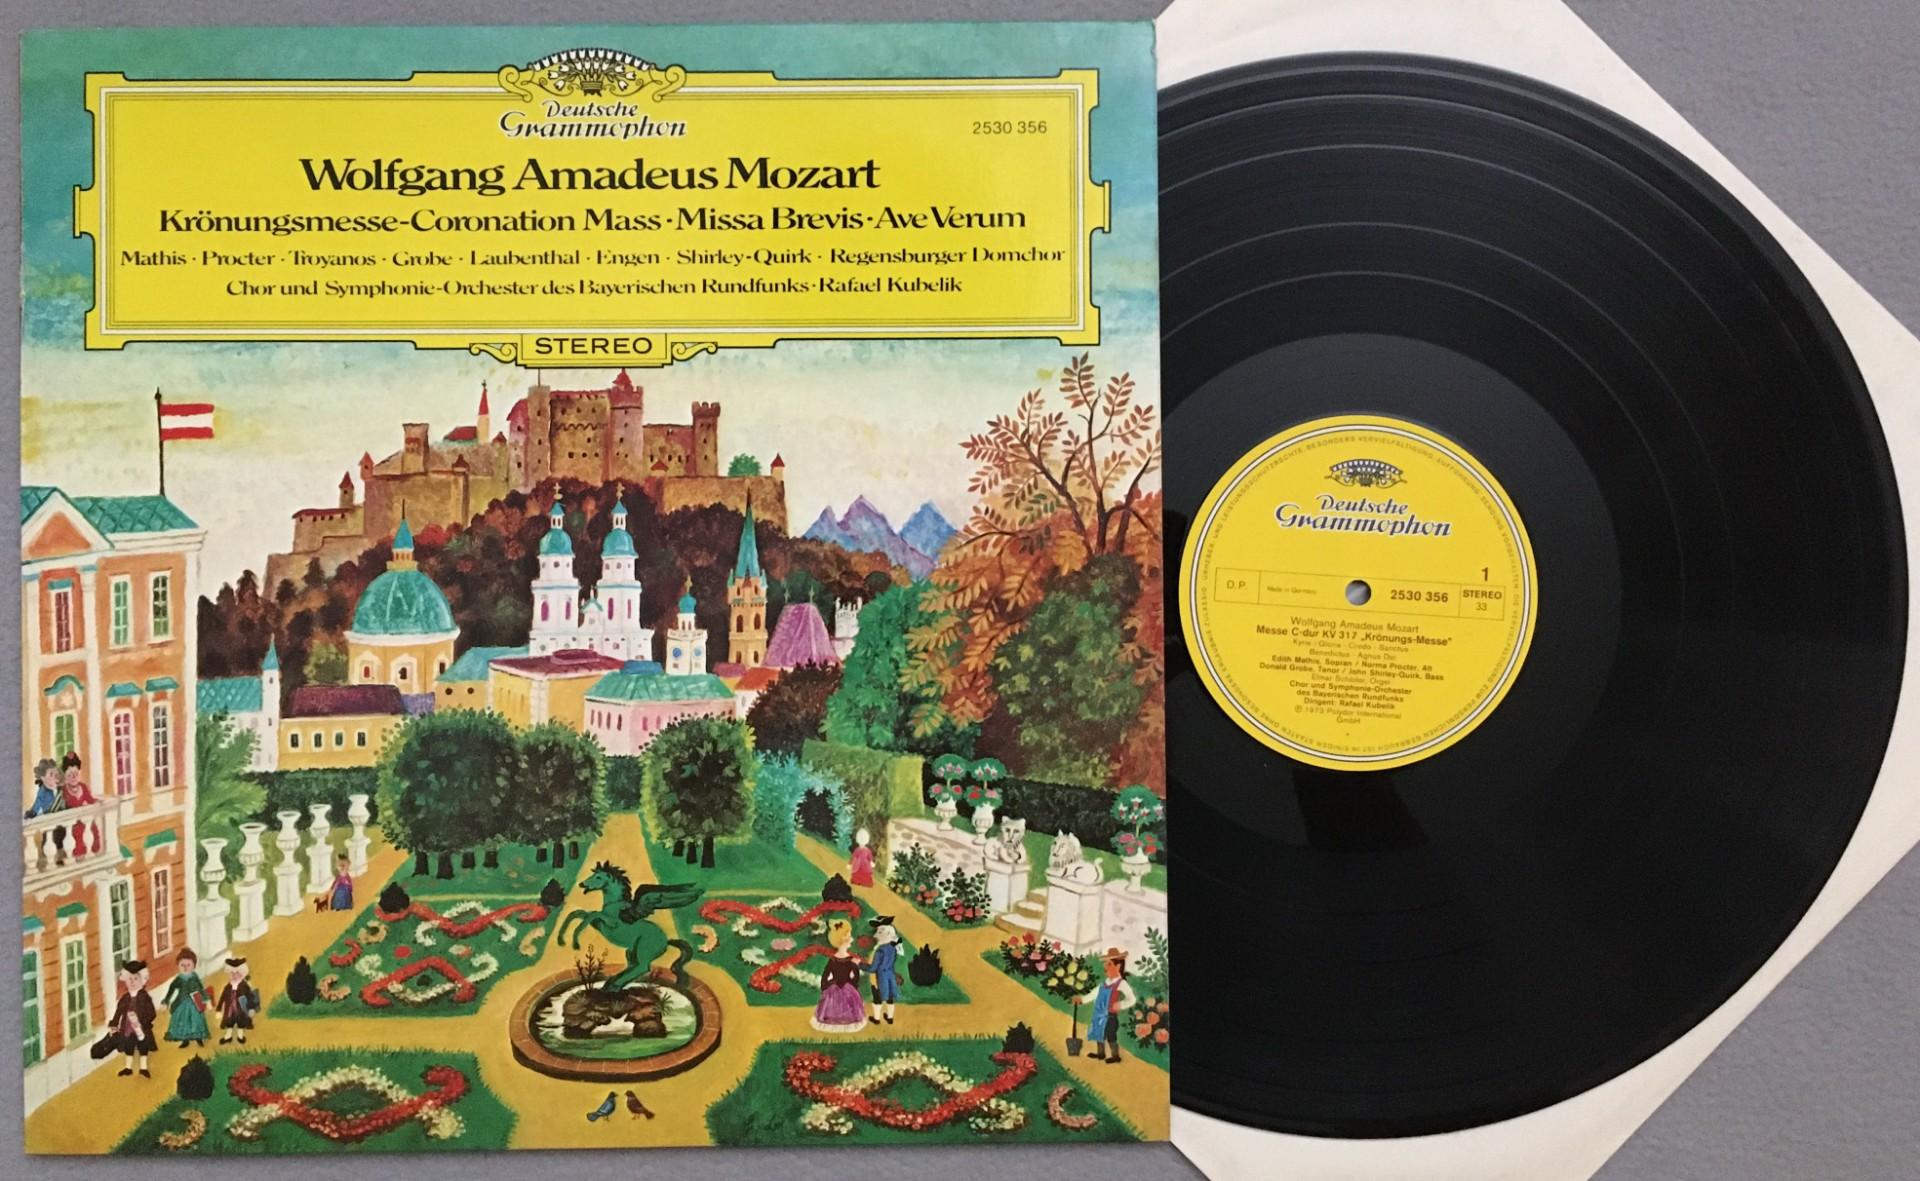 Deutsche
Grammophon
2530 356
Wolfgang Amadeus Mozart
Krönungsmesse-Coronation Mass·Missa Brevis·Ave Verum
Mathis · Procter · Troyanos · Grobe · Laubenthal · Engen · Shirley-Quirk · Regensburger Domchor
Chor und Symphonie-Orchester des Bayerischen Rundfunks·Rafael Kubelik
STEREO
Deutsche
Grammophon
1
D.P. Made in Germany 2530 356 STEREO
33
Wolfgang Amadeus Mozart
Messe C-dur KV 317 „Krönungs-Messe"
Kyrie · Gloria · Credo · Sanctus
Benedictus · Agnus Dei
Edith Mathis, Sopran / Norma Procter, Alt
Donald Grobe, Tenor / John Shirley-Quirk, Bass
Elmar Schloter, Orgel
Chor und Symphonie-Orchester
des Bayerischen Rundfunks
Dirigent: Rafael Kubelik
℗ 1973 Polydor International
GmbH